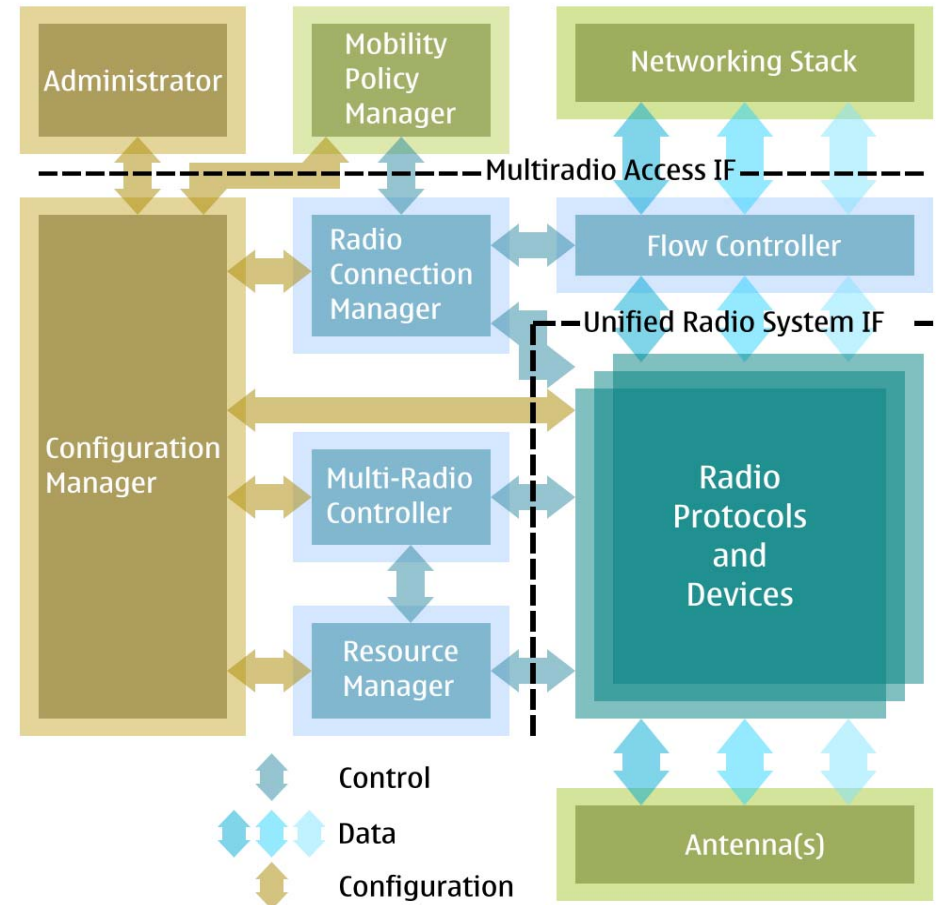 Administrator
Mobility
Policy
Manager
Networking Stack
Multiradio Access IF
Radio
Connection
Manager
Flow Controller
Unified Radio System IF
Configuration
Manager
Multi-Radio
Controller
Radio
Protocols
and
Devices
Resource
Manager
Control
Data
Configuration
Antenna(s)